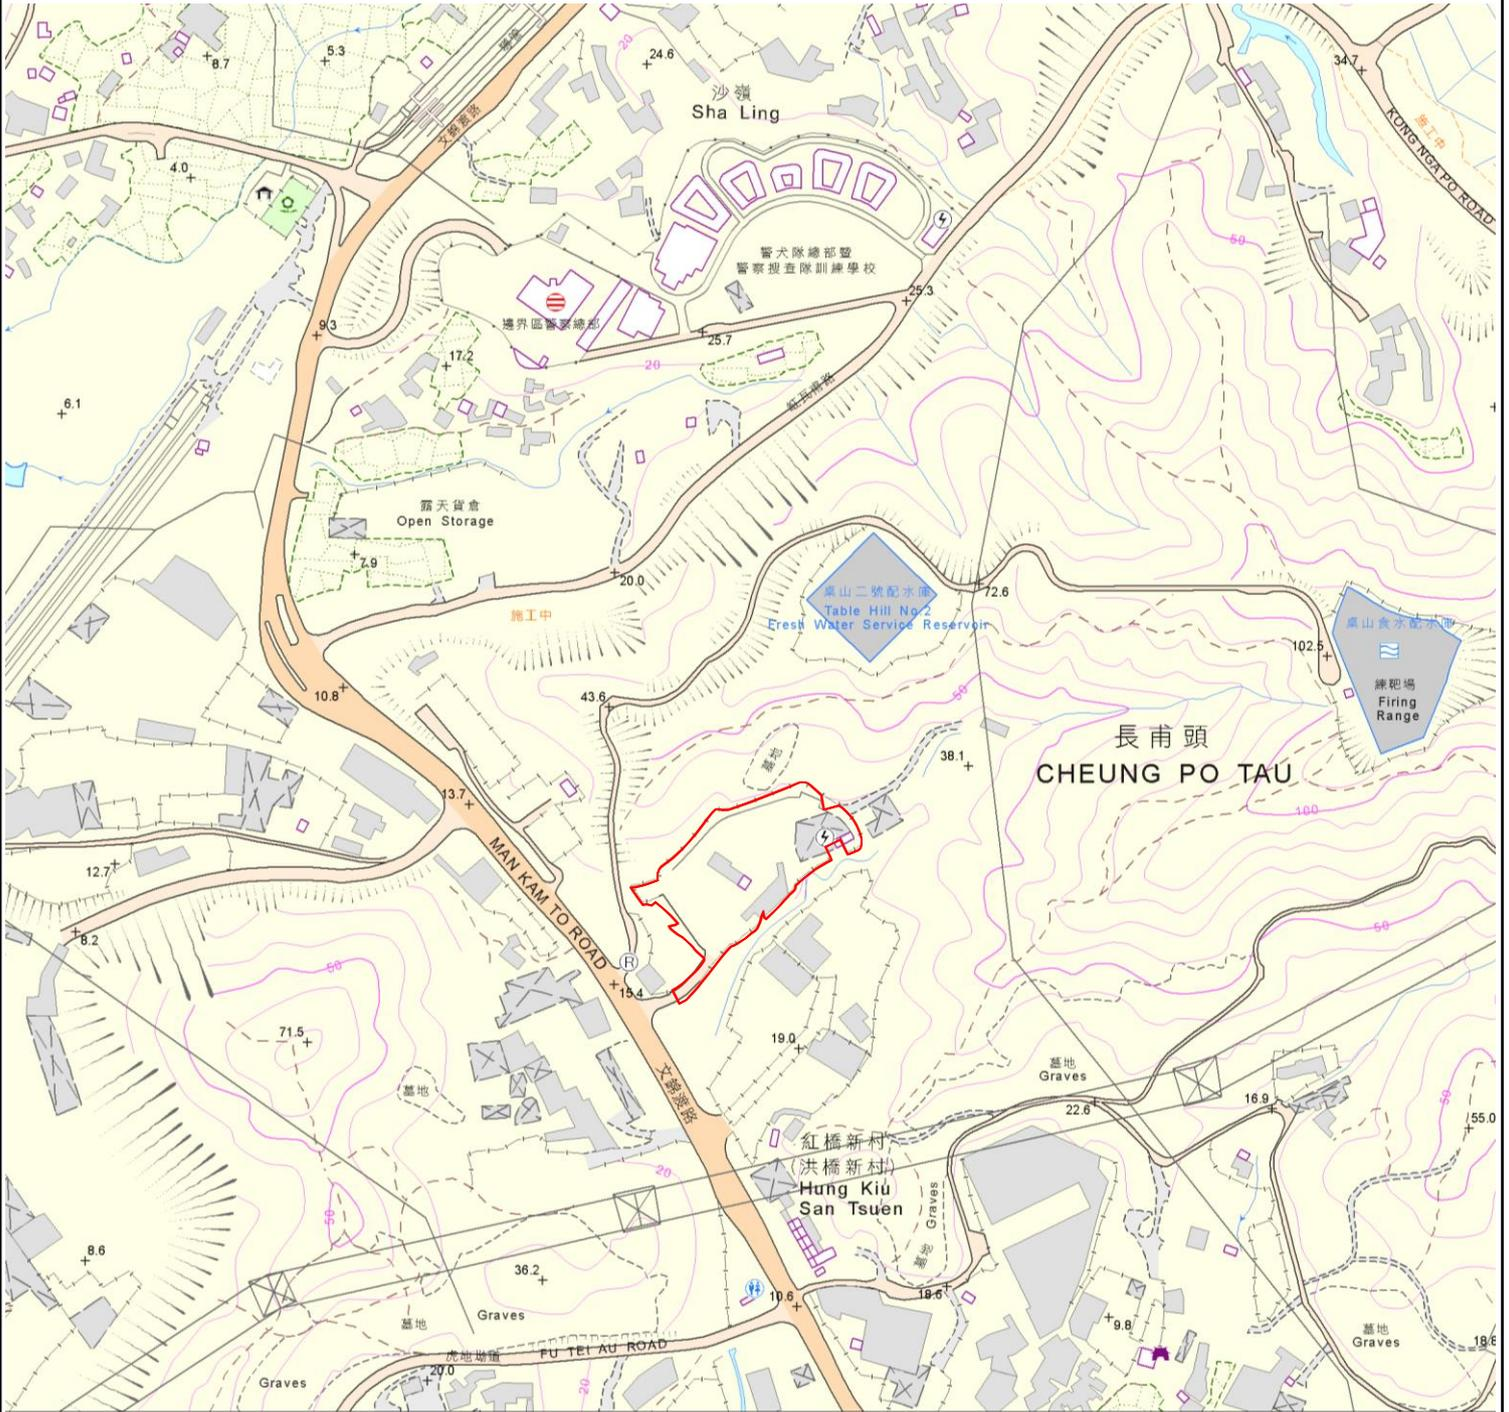 24.6
5.3
8.7
34.7
沙嶺
Sha Ling
文錦渡路
施工中
KONG NGA PO ROAD
4.0
50
警犬隊總部暨
警察搜查隊訓練學校
25.3
邊界區警察總部
9.3
25.7
20
17.2
20
6.1
露天貨倉
Open Storage
7.9
20.0
施工中
桌山二號配水庫
Table Hill No.2
Fresh Water Service Reservoir
72.6
桌山食水配水庫
102.5
練靶場
Firing
Range
10.8
43.6
50
墓地
38.1
長甫頭
CHEUNG PO TAU
13.7
100
MAN KAM TO ROAD
12.7
8.2
50
50
R
15.4
71.5
19.0
墓地
文錦渡路
墓地
Graves
22.6
16.9
50
55.0
紅橋新村
(洪橋新村)
Hung Kiu
San Tsuen
20
50
Graves
墓地
8.6
36.2
10.6
18.6
9.8
Graves
墓地
墓地
Graves
18.8
虎地坳道
FU TEI AU ROAD
20.0
Graves
20